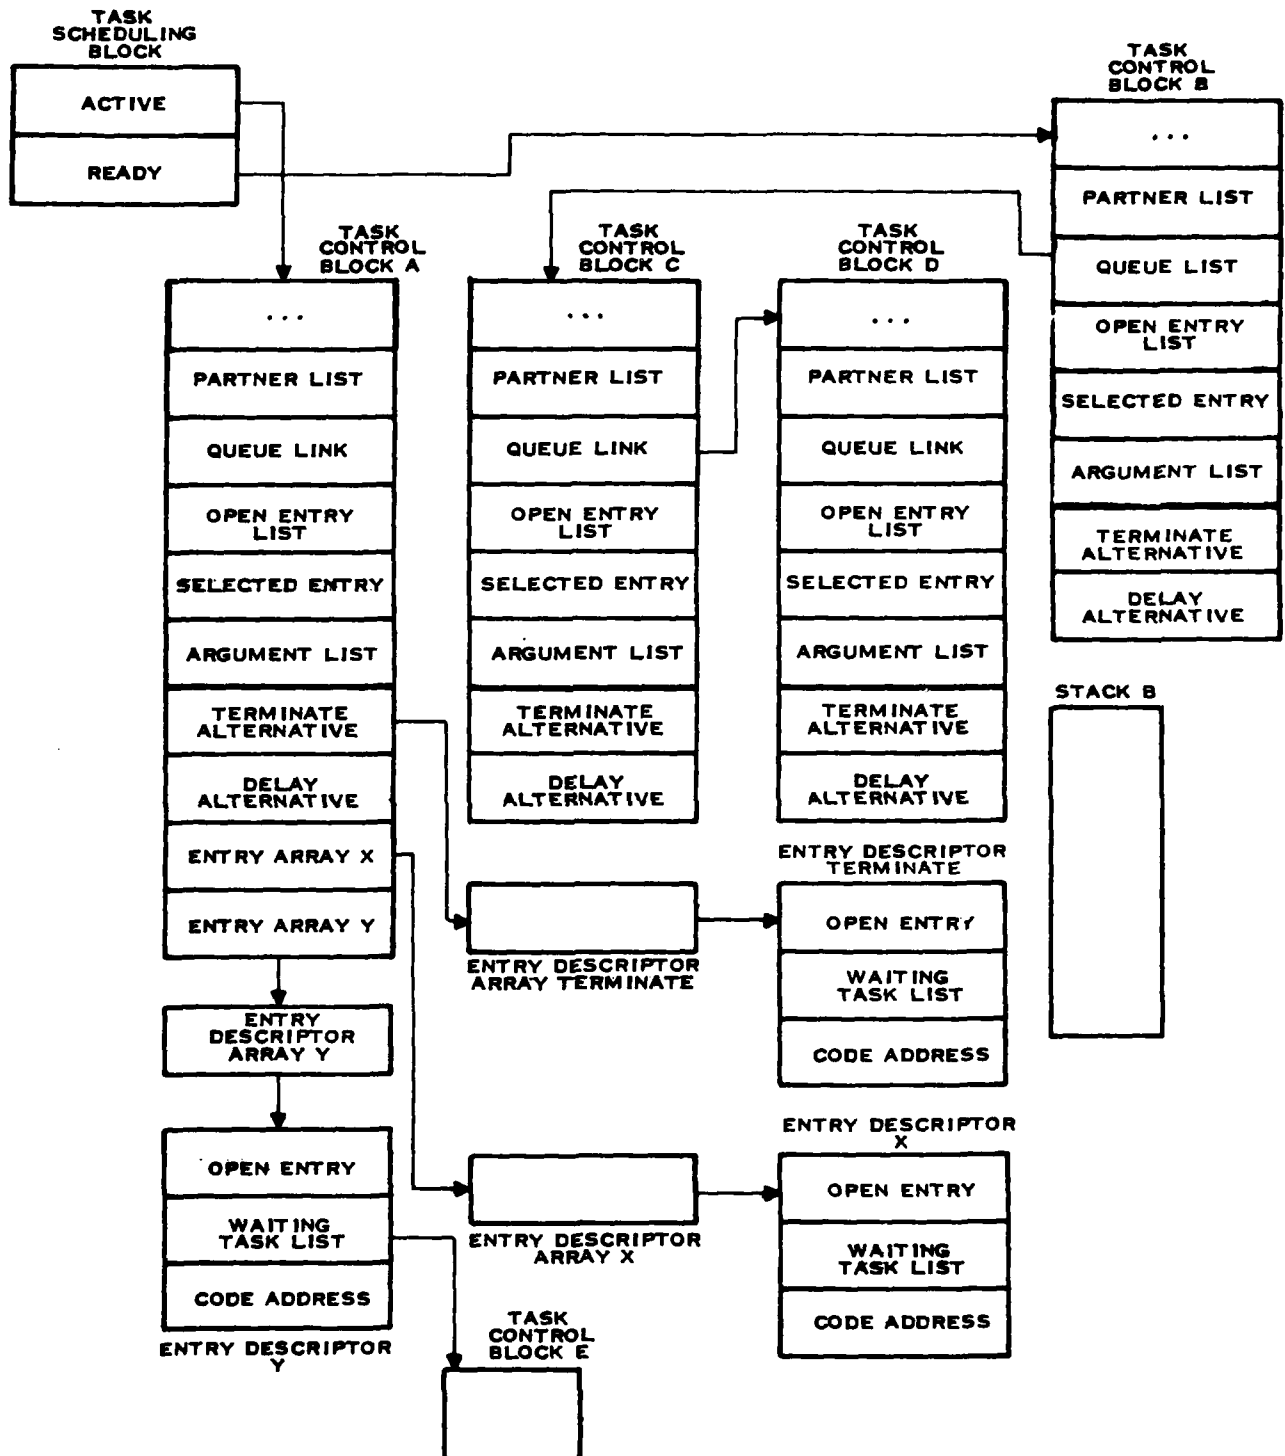 TASK
SCHEDULING
BLOCK
ACTIVE
READY
TASK
CONTROL
BLOCK B
...
PARTNER LIST
QUEUE LIST
OPEN ENTRY
LIST
SELECTED ENTRY
ARGUMENT LIST
TERMINATE
ALTERNATIVE
DELAY
ALTERNATIVE
TASK
CONTROL
BLOCK A
...
PARTNER LIST
QUEUE LINK
OPEN ENTRY
LIST
SELECTED ENTRY
ARGUMENT LIST
TERMINATE
ALTERNATIVE
DELAY
ALTERNATIVE
ENTRY ARRAY X
ENTRY ARRAY Y
TASK
CONTROL
BLOCK C
...
PARTNER LIST
QUEUE LINK
OPEN ENTRY
LIST
SELECTED ENTRY
ARGUMENT LIST
TERMINATE
ALTERNATIVE
DELAY
ALTERNATIVE
TASK
CONTROL
BLOCK D
...
PARTNER LIST
QUEUE LINK
OPEN ENTRY
LIST
SELECTED ENTRY
ARGUMENT LIST
TERMINATE
ALTERNATIVE
DELAY
ALTERNATIVE
STACK B
ENTRY DESCRIPTOR
ARRAY TERMINATE
ENTRY DESCRIPTOR
TERMINATE
OPEN ENTRY
WAITING
TASK LIST
CODE ADDRESS
ENTRY
DESCRIPTOR
ARRAY Y
OPEN ENTRY
WAITING
TASK LIST
CODE ADDRESS
ENTRY DESCRIPTOR
Y
ENTRY DESCRIPTOR
ARRAY X
ENTRY DESCRIPTOR
X
OPEN ENTRY
WAITING
TASK LIST
CODE ADDRESS
TASK
CONTROL
BLOCK E